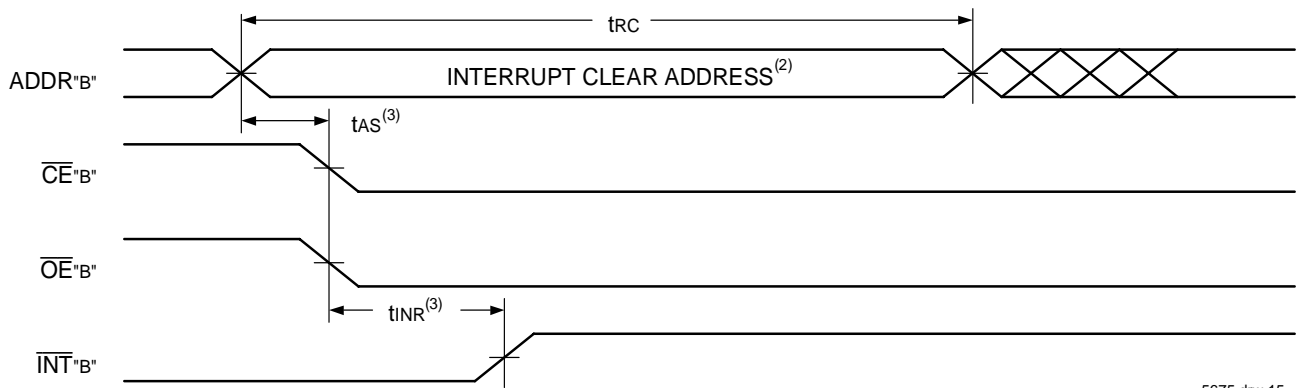 tRC
ADDR"B"
INTERRUPT CLEAR ADDRESS(2)
tAS(3)
CE"B"
OE"B"
tINR(3)
INT"B"